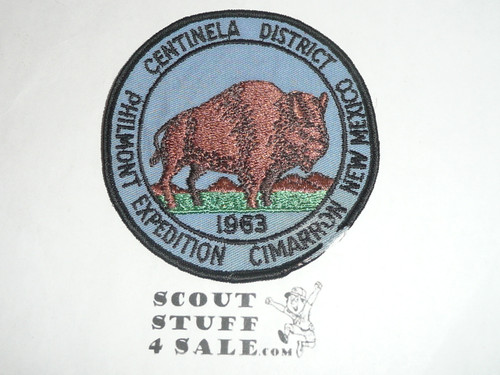 CENTINELA DISTRICT
PHILMONT EXPEDITION CIMARRON NEW MEXICO
1963
SCOUT
STUFF
4 SALE.COM